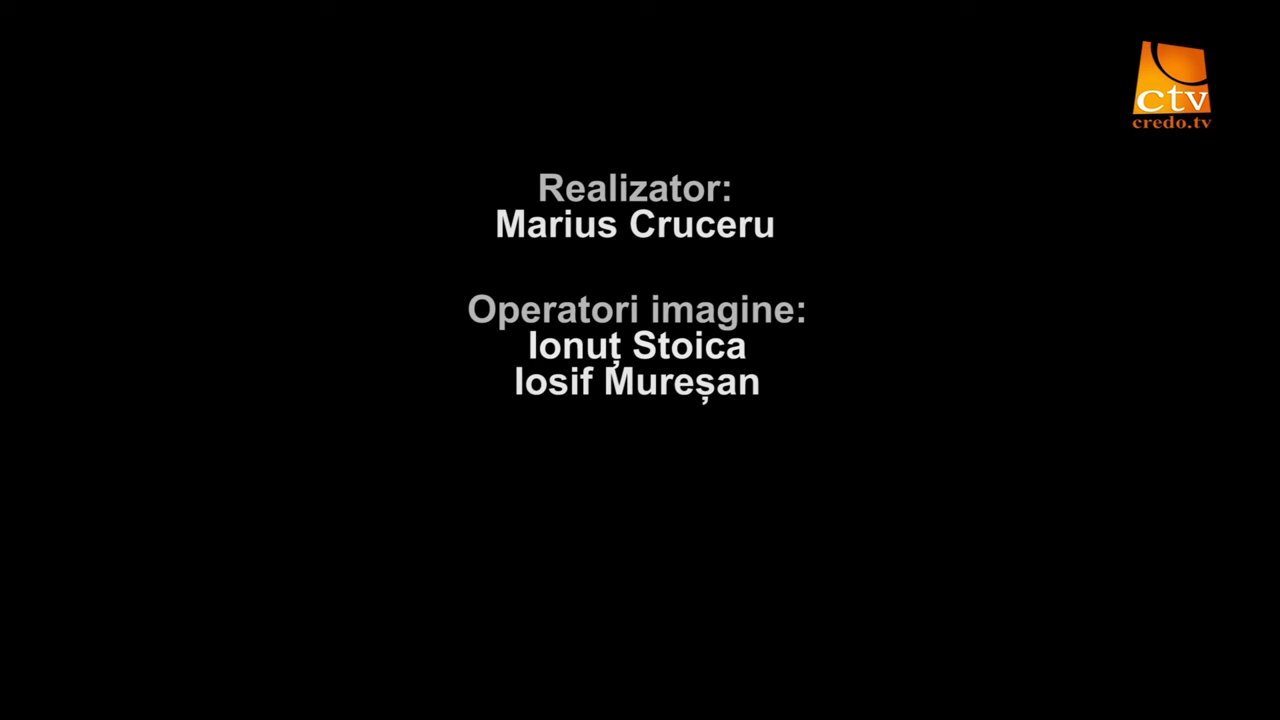 ctv
credo.tv
Realizator:
Marius Cruceru
Operatori imagine:
Ionuț Stoica
Iosif Mureșan